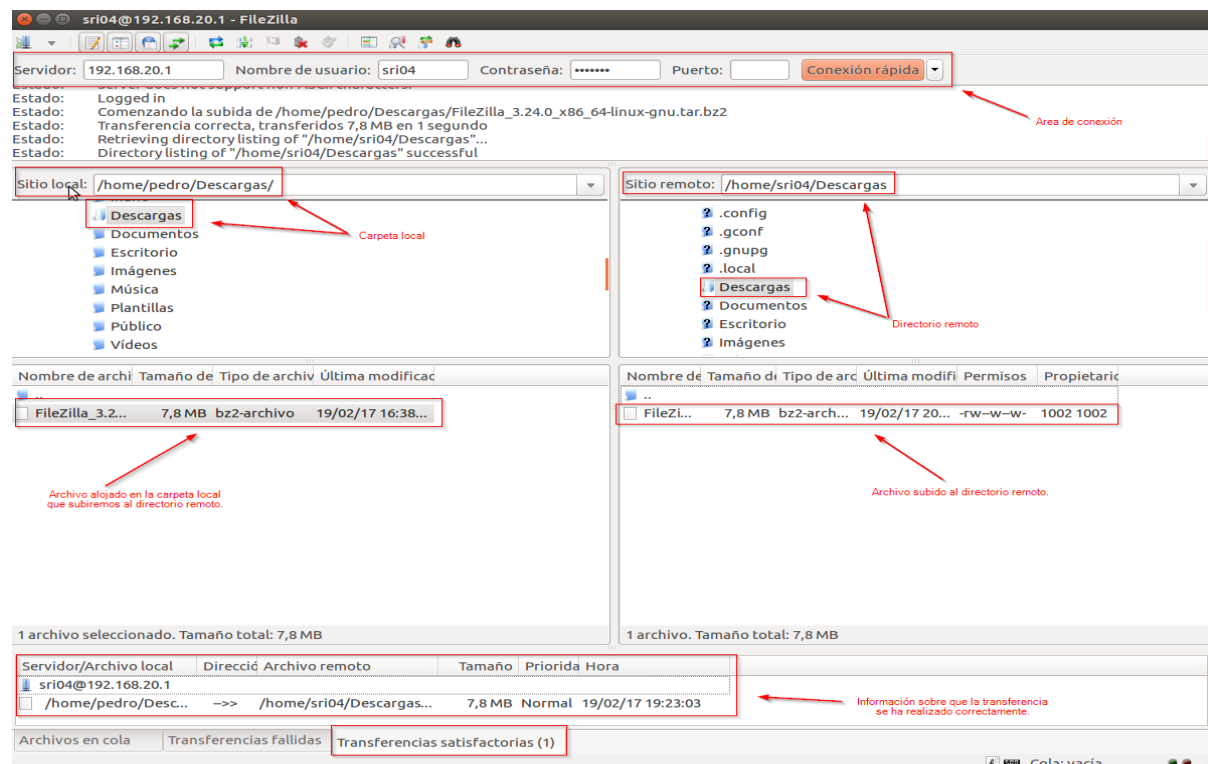 sri04@192.168.20.1 - FileZilla
Servidor: 192.168.20.1 Nombre de usuario: sri04 Contraseña: ••••••• Puerto: Conexión rápida
Estado: Server does not support non-ASCII characters.
Estado: Logged in
Estado: Comenzando la subida de /home/pedro/Descargas/FileZilla_3.24.0_x86_64-linux-gnu.tar.bz2
Estado: Transferencia correcta, transferidos 7,8 MB en 1 segundo
Estado: Retrieving directory listing of "/home/sri04/Descargas"...
Estado: Directory listing of "/home/sri04/Descargas" successful
Area de conexión
Sitio local: /home/pedro/Descargas/
Descargas
Documentos
Escritorio
Imágenes
Música
Plantillas
Público
Vídeos
Carpeta local
Sitio remoto: /home/sri04/Descargas
.config
.gconf
.gnupg
.local
Descargas
Documentos
Escritorio
Imágenes
Directorio remoto
Nombre de archi Tamaño de Tipo de archiv Última modificac
..
FileZilla_3.2... 7,8 MB bz2-archivo 19/02/17 16:38...
Archivo alojado en la carpeta local
que subiremos al directorio remoto.
1 archivo seleccionado. Tamaño total: 7,8 MB
Nombre de Tamaño de Tipo de arc Última modifi Permisos Propietaric
..
FileZi... 7,8 MB bz2-arch... 19/02/17 20... -rw--w--w- 1002 1002
Archivo subido al directorio remoto.
1 archivo. Tamaño total: 7,8 MB
Servidor/Archivo local Direcció Archivo remoto Tamaño Priorida Hora
sri04@192.168.20.1
/home/pedro/Desc... -->> /home/sri04/Descargas... 7,8 MB Normal 19/02/17 19:23:03
Información sobre que la transferencia
se ha realizado correctamente.
Archivos en cola Transferencias fallidas Transferencias satisfactorias (1)
Cola: vacía